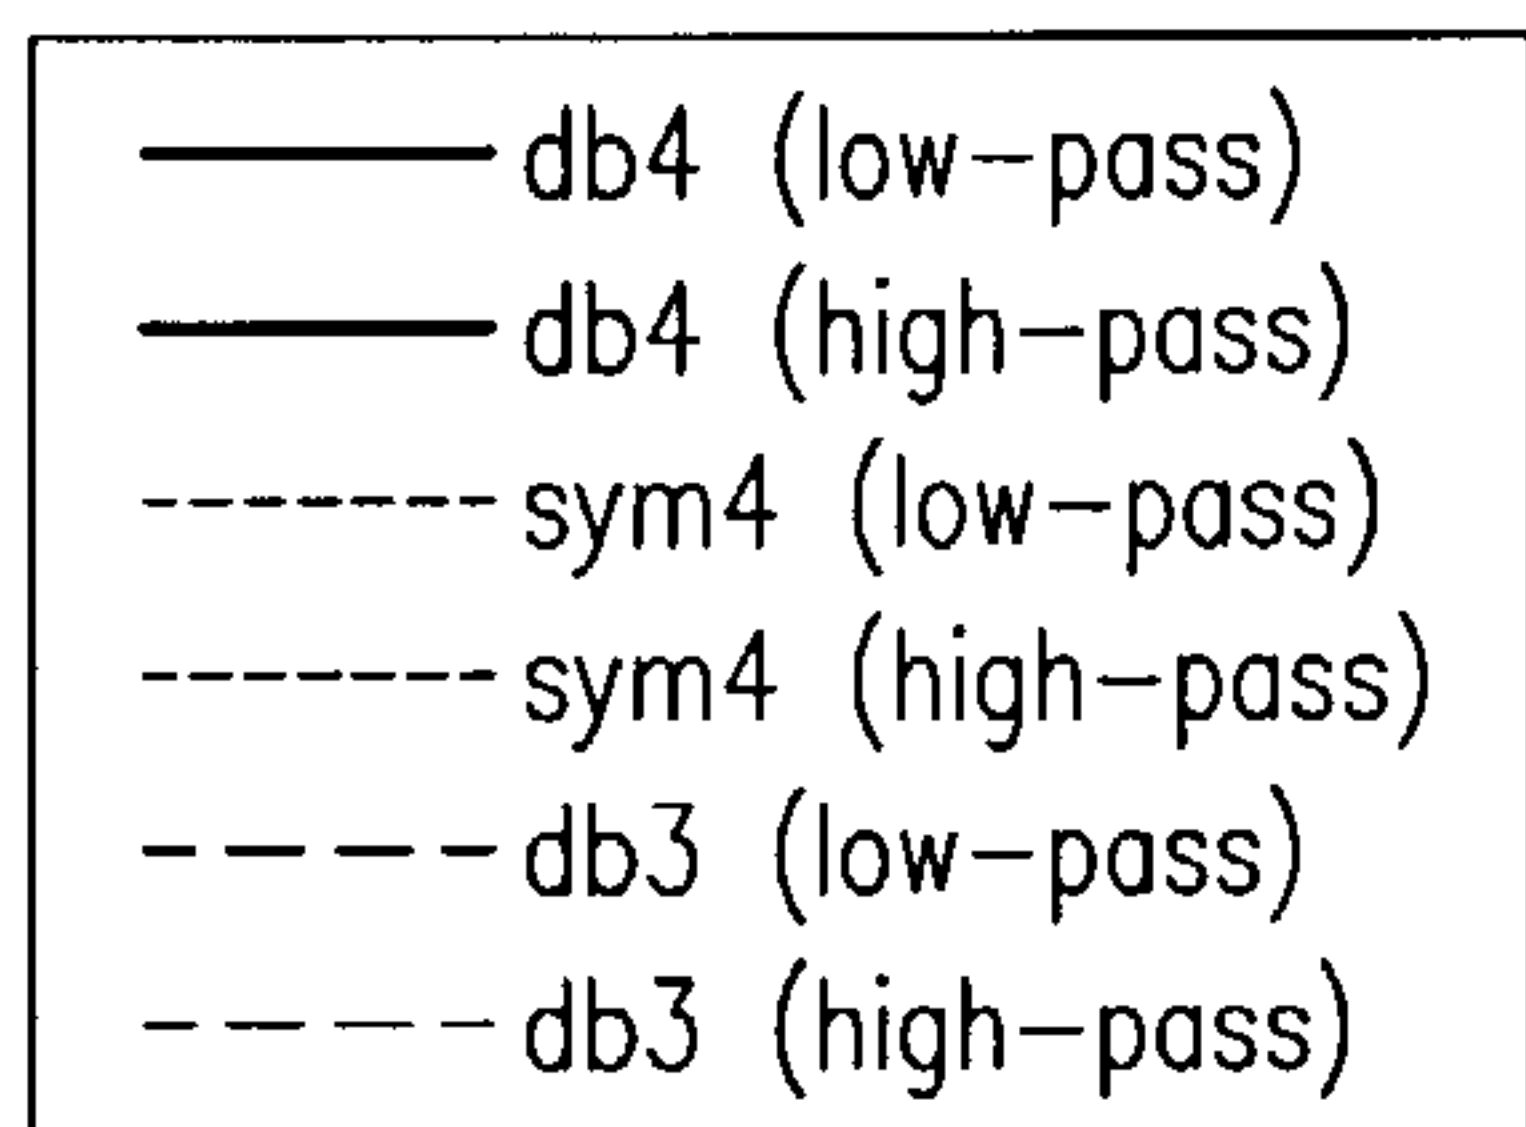 db4 (low-pass)
db4 (high-pass)
sym4 (low-pass)
sym4 (high-pass)
db3 (low-pass)
db3 (high-pass)